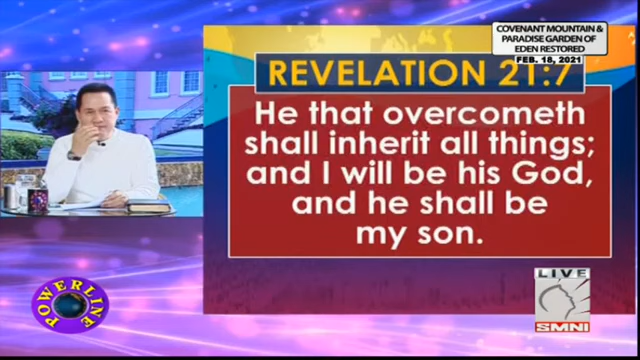 COVENANT MOUNTAIN &
PARADISE GARDEN OF
EDEN RESTORED
FEB. 18, 2021
REVELATION 21:7
He that overcometh
shall inherit all things;
and I will be his God,
and he shall be
my son.
POWERLINE
LIVE
SMNI